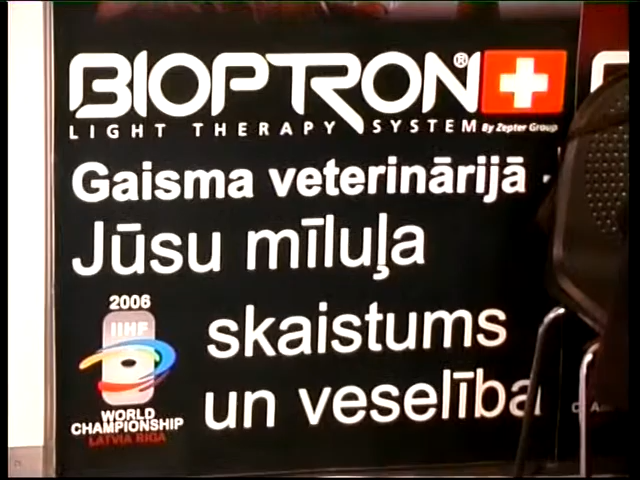 BIOPTRON®
LIGHT THERAPY SYSTEM By Zepter Group
Gaisma veterinārijā -
Jūsu mīluļa
skaistums
un veselība
2006
IIHF
WORLD
CHAMPIONSHIP
LATVIA RIGA